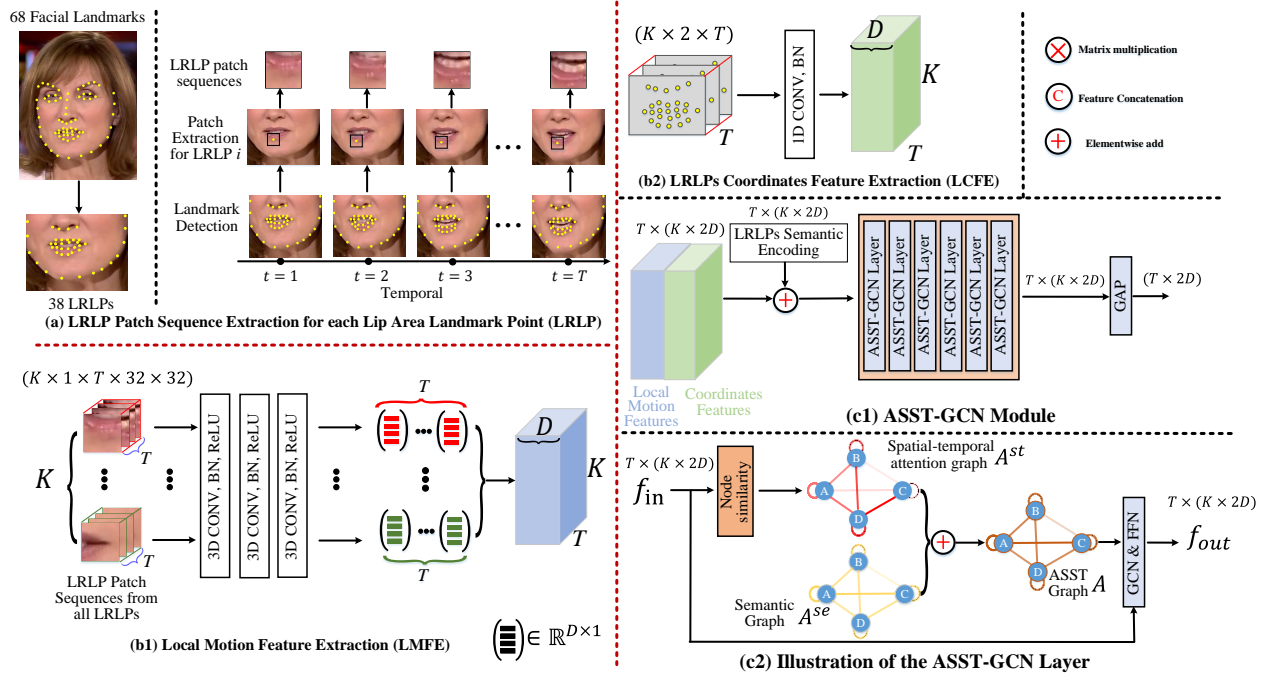 68 Facial Landmarks
38 LRLPs
LRLP patch
sequences
Patch
Extraction
for LRLP i
Landmark
Detection
t = 1
t = 2
t = 3
t = T
Temporal
(a) LRLP Patch Sequence Extraction for each Lip Area Landmark Point (LRLP)
(K × 1 × T × 32 × 32)
K
T
T
LRLP Patch
Sequences from
all LRLPs
3D CONV, BN, ReLU
3D CONV, BN, ReLU
3D CONV, BN, ReLU
T
T
D
K
T
(b1) Local Motion Feature Extraction (LMFE)
∈ ℝ^{D×1}
(K × 2 × T)
T
1D CONV, BN
D
K
T
(b2) LRLPs Coordinates Feature Extraction (LCFE)
Matrix multiplication
C
Feature Concatenation
Elementwise add
T × (K × 2D)
T × (K × 2D)
LRLPs Semantic
Encoding
Local
Motion
Features
Coordinates
Features
ASST-GCN Layer
ASST-GCN Layer
ASST-GCN Layer
ASST-GCN Layer
ASST-GCN Layer
ASST-GCN Layer
T × (K × 2D)
GAP
(T × 2D)
(c1) ASST-GCN Module
T × (K × 2D)
f_in
Node
similarity
Spatial-temporal
attention graph A^{st}
B
A
C
D
Semantic
Graph A^{se}
B
A
C
D
B
A
C
D
ASST
Graph A
GCN & FFN
T × (K × 2D)
f_{out}
(c2) Illustration of the ASST-GCN Layer